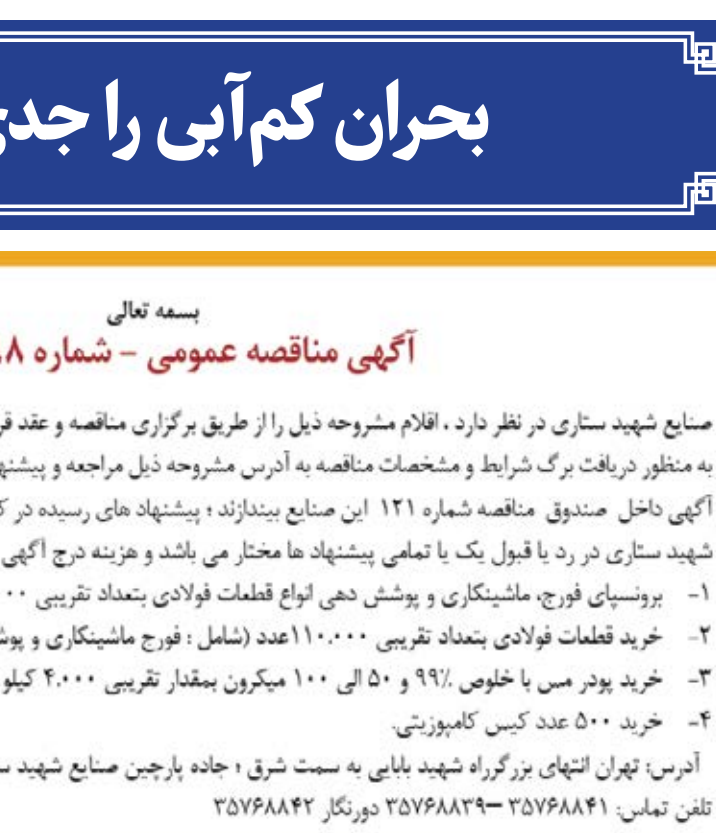 بحران کم‌آبی را جدی
بسمه تعالی
آگهی مناقصه عمومی – شماره
صنایع شهید ستاری در نظر دارد ، اقلام مشروحه ذیل را از طریق برگزاری مناقصه و عقد
به منظور دریافت برگ شرایط و مشخصات مناقصه به آدرس مشروحه ذیل مراجعه و
آگهی داخل صندوق مناقصه شماره ۱۲۱ این صنایع بیندازند ؛ پیشنهاد های رسیده در
شهید ستاری در رد یا قبول یک یا تمامی پیشنهاد ها مختار می باشد و هزینه درج آگهی
۱- برونسپای فورج، ماشینکاری و پوشش دهی انواع قطعات فولادی بتعداد تقریبی
۲- خرید قطعات فولادی بتعداد تقریبی ۱۱۰.۰۰۰عدد (شامل : فورج ماشینکاری و
۳- خرید پودر مس با خلوص ۹۹٪ و ۵۰ الی ۱۰۰ میکرون بمقدار تقریبی ۴.۰۰۰ کیلو
۴- خرید ۵۰۰ عدد کیس کامپوزیتی.
آدرس: تهران انتهای بزرگرراه شهید بابایی به سمت شرق ؛ جاده پارچین صنایع شهید
تلفن تماس: ۳۵۷۶۸۸۴۱ –۳۵۷۶۸۸۳۹ دورنگار ۳۵۷۶۸۸۴۲